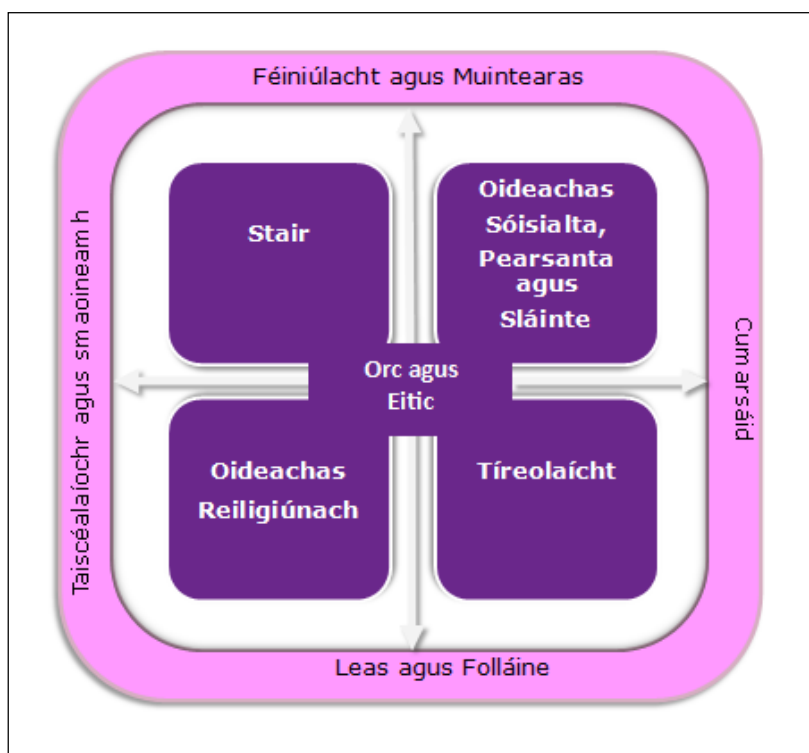 Féiniúlacht agus Muintearas
Stair
Oideachas
Sóisialta,
Pearsanta
agus
Sláinte
Orc agus
Eitic
Oideachas
Reiligiúnach
Tíreolaícht
Taiscéalaíochr agus smaoineamh
Cumarsáid
Leas agus Folláine